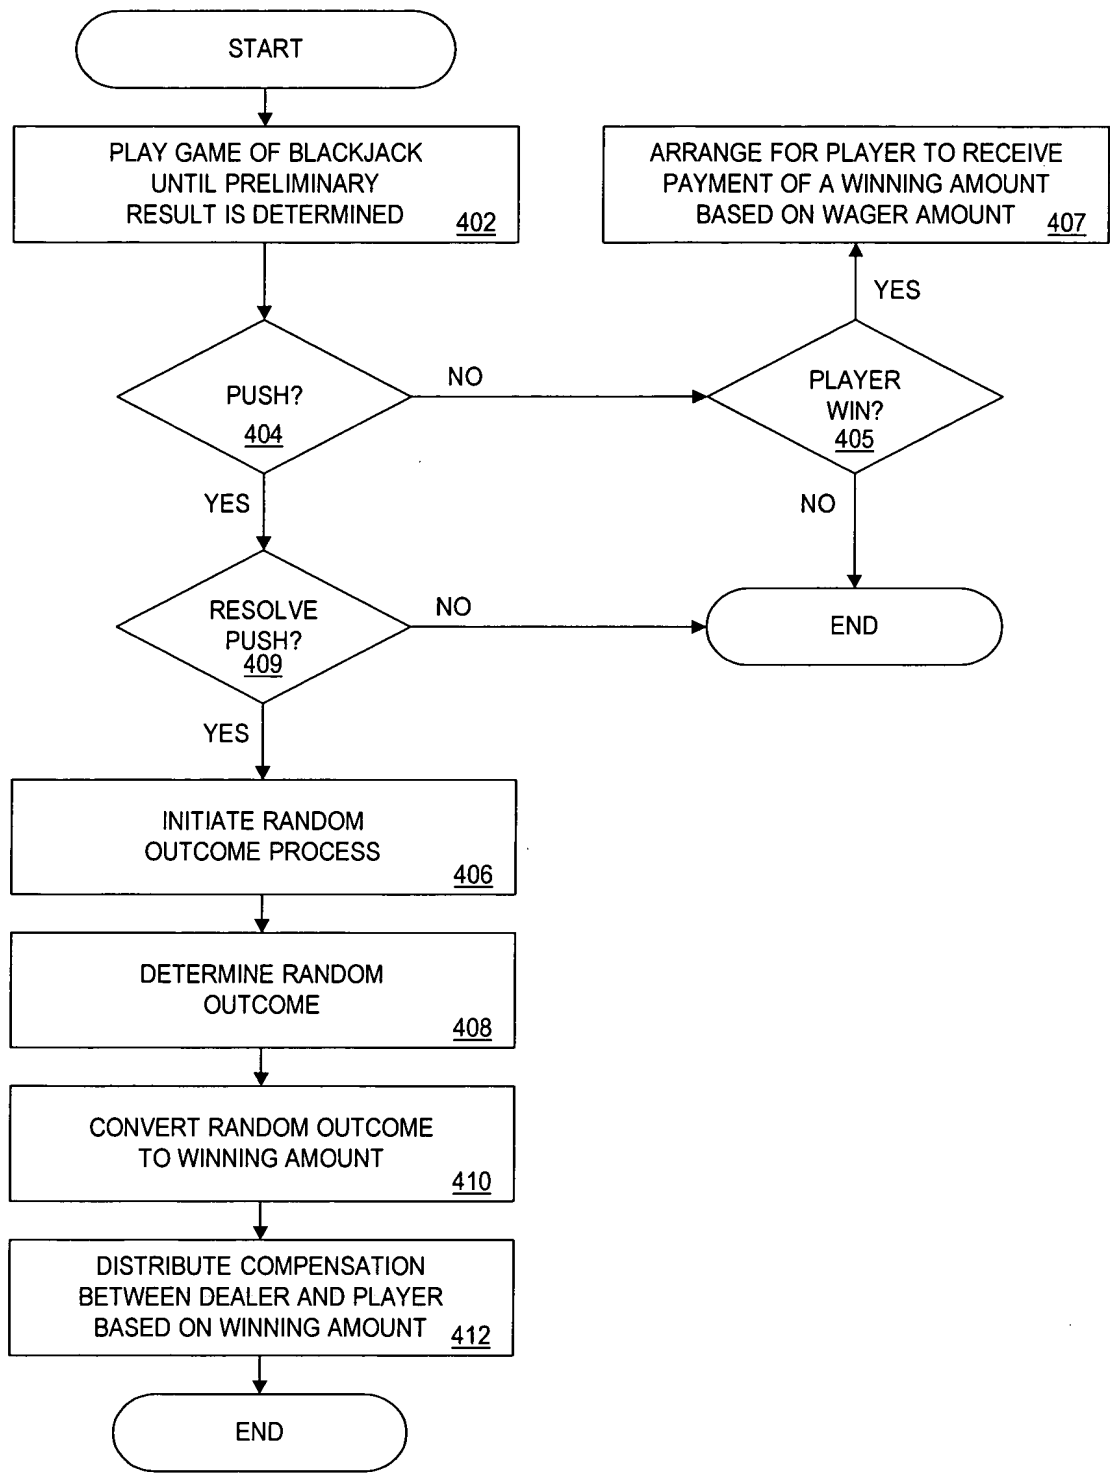 START
PLAY GAME OF BLACKJACK
UNTIL PRELIMINARY
RESULT IS DETERMINED
402
ARRANGE FOR PLAYER TO RECEIVE
PAYMENT OF A WINNING AMOUNT
BASED ON WAGER AMOUNT
407
YES
PUSH?
404
NO
PLAYER
WIN?
405
YES
NO
RESOLVE
PUSH?
409
NO
END
YES
INITIATE RANDOM
OUTCOME PROCESS
406
DETERMINE RANDOM
OUTCOME
408
CONVERT RANDOM OUTCOME
TO WINNING AMOUNT
410
DISTRIBUTE COMPENSATION
BETWEEN DEALER AND PLAYER
BASED ON WINNING AMOUNT
412
END